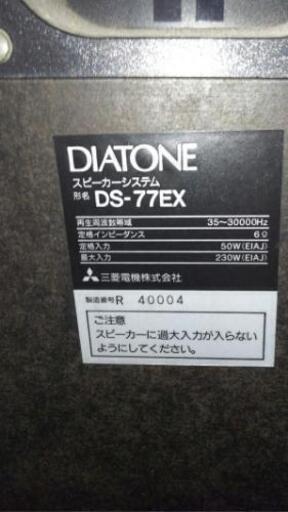 DIATONE
スピーカーシステム
形名 DS-77EX
再生周波数帯域 35〜30000Hz
定格インピーダンス 6Ω
定格入力 50W(EIAJ)
最大入力 230W(EIAJ)
三菱電機株式会社
製造番号 R 40004
ご注意
スピーカーに過大入力が入らない
ようにしてください。